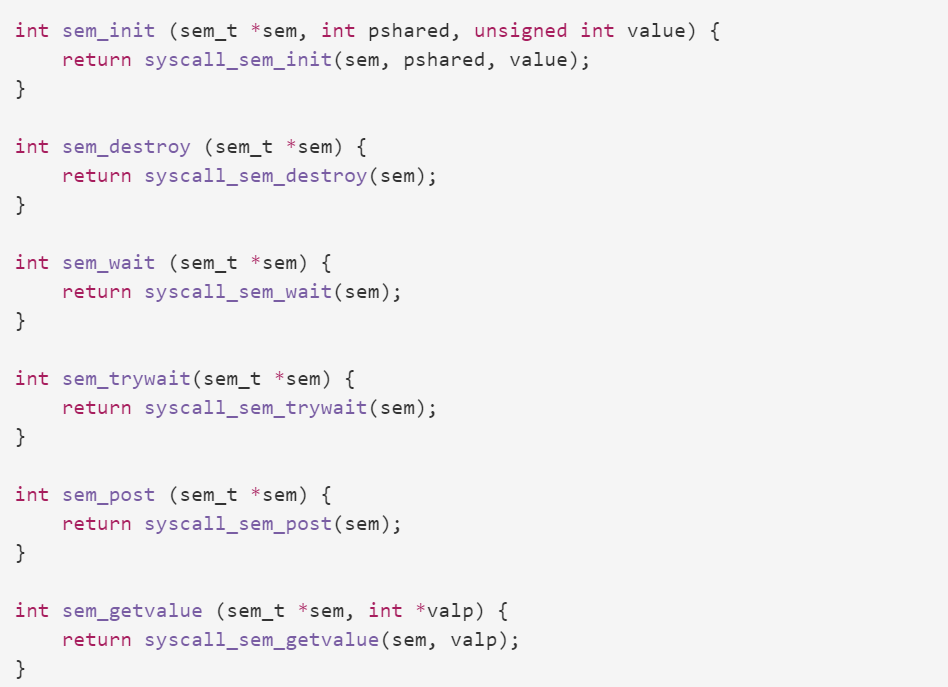 int sem_init (sem_t *sem, int pshared, unsigned int value) {
    return syscall_sem_init(sem, pshared, value);
}

int sem_destroy (sem_t *sem) {
    return syscall_sem_destroy(sem);
}

int sem_wait (sem_t *sem) {
    return syscall_sem_wait(sem);
}

int sem_trywait(sem_t *sem) {
    return syscall_sem_trywait(sem);
}

int sem_post (sem_t *sem) {
    return syscall_sem_post(sem);
}

int sem_getvalue (sem_t *sem, int *valp) {
    return syscall_sem_getvalue(sem, valp);
}